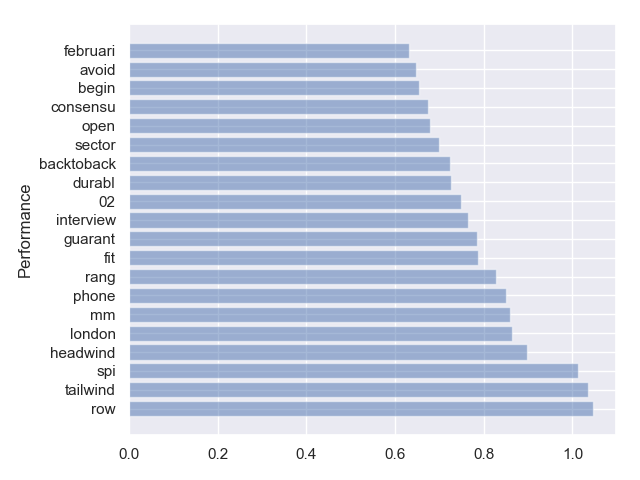 februari
avoid
begin
consensu
open
sector
backtoback
durabl
02
interview
guarant
fit
rang
phone
mm
london
headwind
spi
tailwind
row
Performance
0.0 0.2 0.4 0.6 0.8 1.0